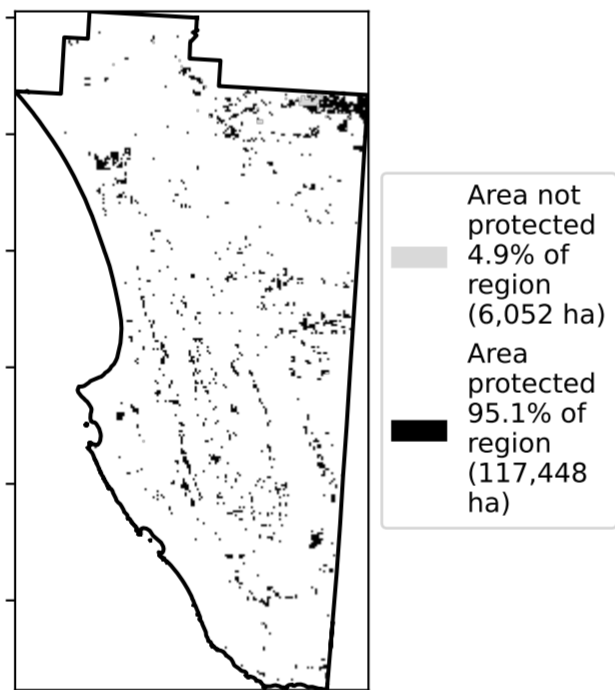 Area not
protected
4.9% of
region
(6,052 ha)
Area
protected
95.1% of
region
(117,448
ha)